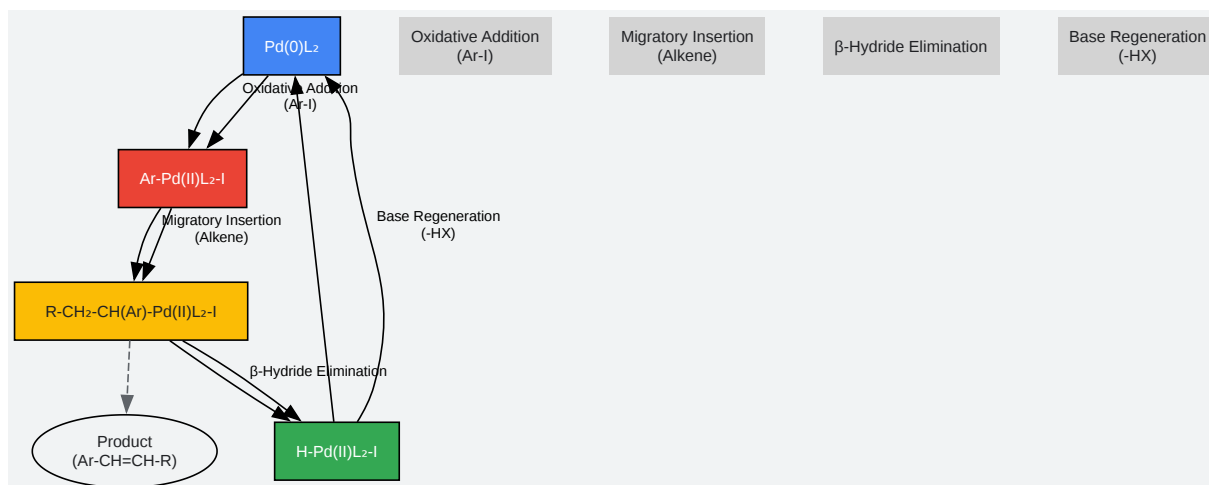 Pd(0)L₂
Oxidative Addition
(Ar-I)
Migratory Insertion
(Alkene)
β-Hydride Elimination
Base Regeneration
(-HX)
Oxidative Addition
(Ar-I)
Ar-Pd(II)L₂-I
Migratory Insertion
(Alkene)
Base Regeneration
(-HX)
R-CH₂-CH(Ar)-Pd(II)L₂-I
β-Hydride Elimination
Product
(Ar-CH=CH-R)
H-Pd(II)L₂-I